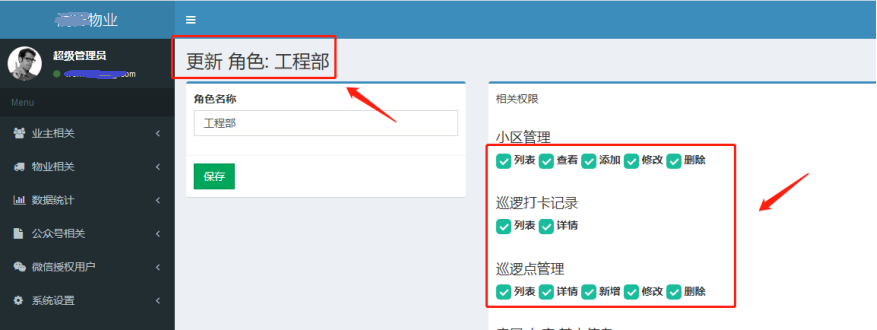 物业
超级管理员
com
Menu
业主相关
物业相关
数据统计
公众号相关
微信授权用户
系统设置
更新 角色: 工程部
角色名称
工程部
保存
相关权限
小区管理
列表 查看 添加 修改 删除
巡逻打卡记录
列表 详情
巡逻点管理
列表 详情 新增 修改 删除